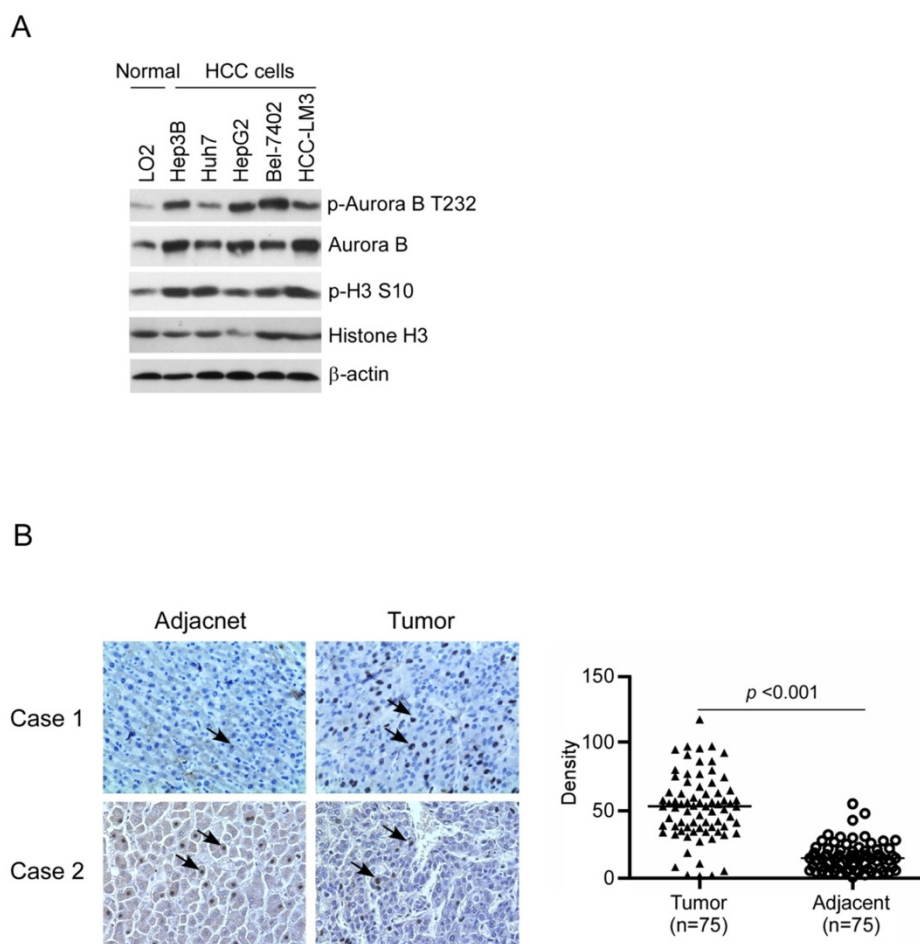 A
Normal HCC cells
LO2 Hep3B Huh7 HepG2 Bel-7402 HCC-LM3
p-Aurora B T232
Aurora B
p-H3 S10
Histone H3
β-actin
B
Adjacnet Tumor
Case 1
Case 2
150
100
50
0
Density
p <0.001
Tumor Adjacent
(n=75) (n=75)